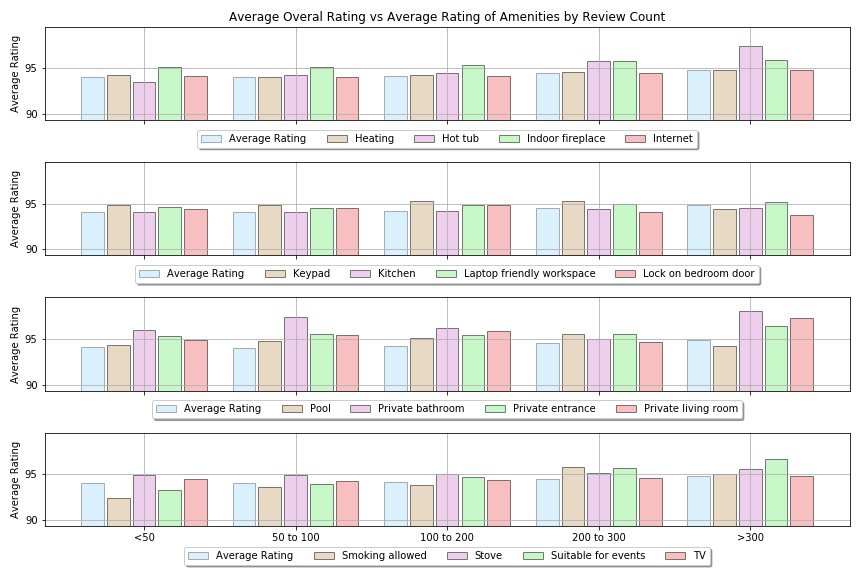 Average Overal Rating vs Average Rating of Amenities by Review Count
Average Rating
95
90
Average Rating Heating Hot tub Indoor fireplace Internet
Average Rating
95
90
Average Rating Keypad Kitchen Laptop friendly workspace Lock on bedroom door
Average Rating
95
90
Average Rating Pool Private bathroom Private entrance Private living room
Average Rating
95
90
<50 50 to 100 100 to 200 200 to 300 >300
Average Rating Smoking allowed Stove Suitable for events TV